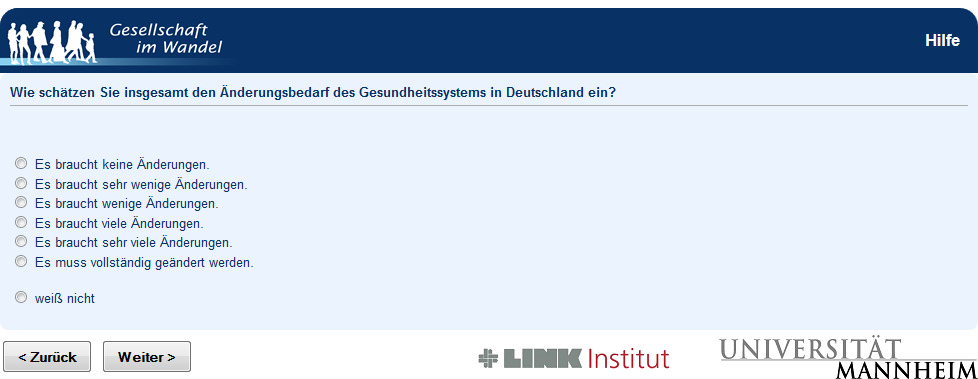 Gesellschaft
im Wandel
Hilfe
Wie schätzen Sie insgesamt den Änderungsbedarf des Gesundheitssystems in Deutschland ein?
Es braucht keine Änderungen.
Es braucht sehr wenige Änderungen.
Es braucht wenige Änderungen.
Es braucht viele Änderungen.
Es braucht sehr viele Änderungen.
Es muss vollständig geändert werden.
weiß nicht
< Zurück
Weiter >
LINK Institut
UNIVERSITÄT
MANNHEIM